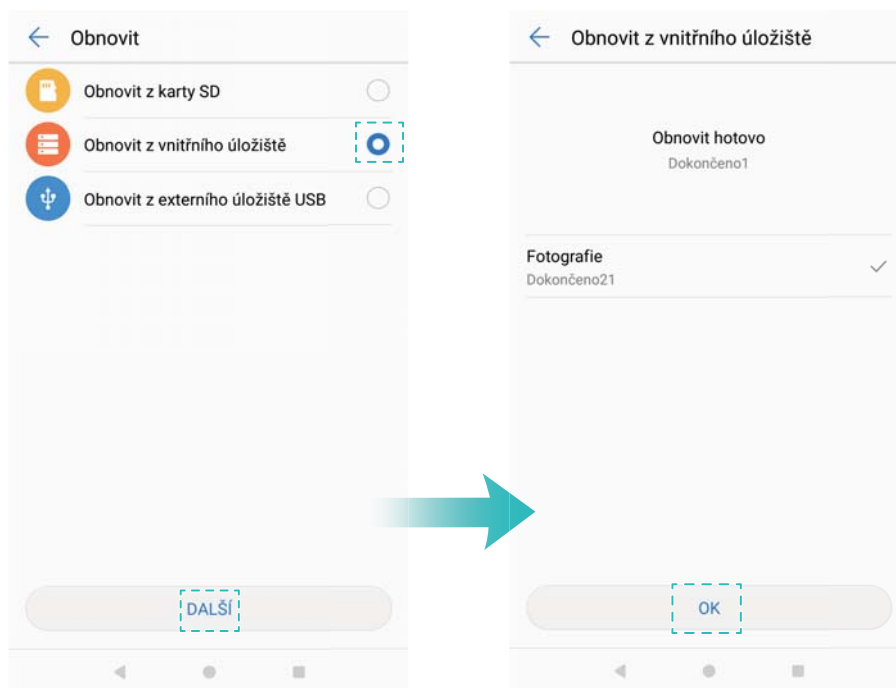 Obnovit
Obnovit z karty SD
Obnovit z vnitřního úložiště
Obnovit z externího úložiště USB
DALŠÍ
Obnovit z vnitřního úložiště
Obnovit hotovo
Dokončeno1
Fotografie
Dokončeno21
OK